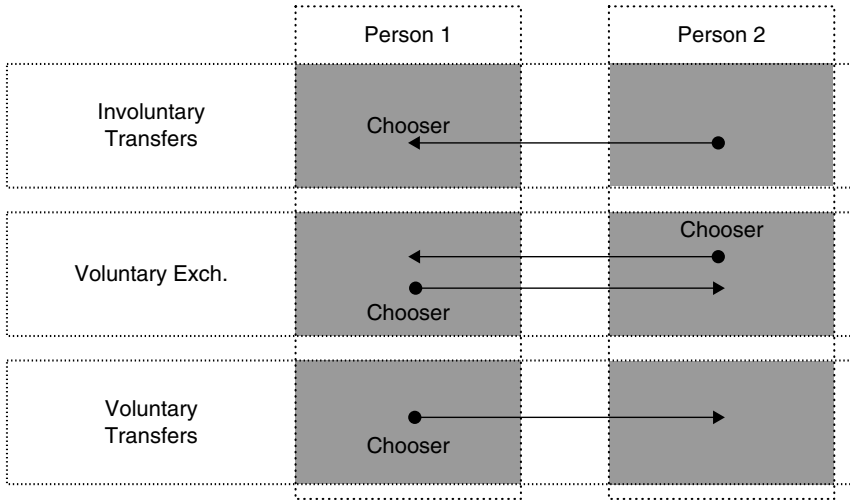 Person 1
Person 2
Involuntary
Transfers
Chooser
Chooser
Voluntary Exch.
Chooser
Voluntary
Transfers
Chooser